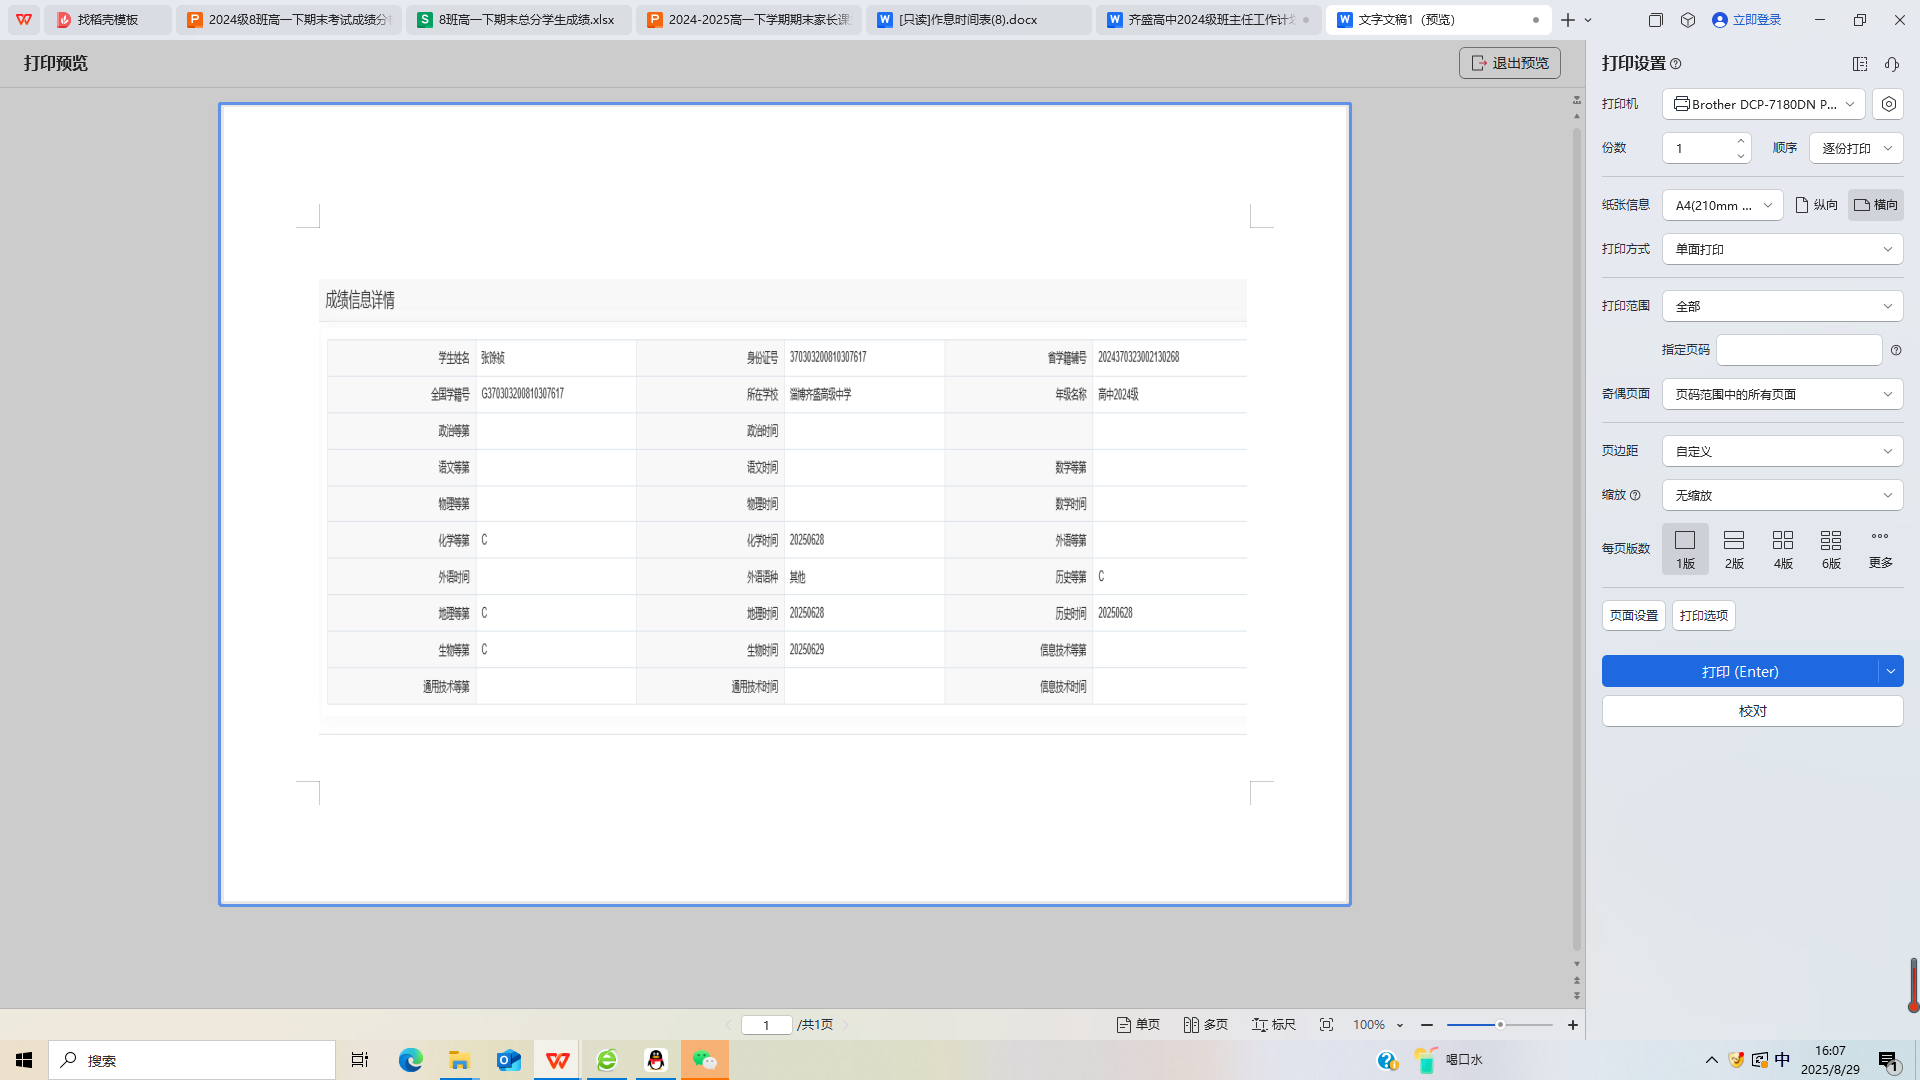 找稻壳模板
2024级8班高一下期末考试成绩分析
8班高一下期末总分学生成绩.xlsx
2024-2025高一下学期期末家长课
[只读]作息时间表(8).docx
齐盛高中2024级班主任工作计划
文字文稿1（预览）
立即登录
打印预览
退出预览
成绩信息详情
学生姓名 身份证号 370303200810307617 省学籍辅号 2024370323002130268
全国学籍号 G370303200810307617 所在学校 淄博齐盛高级中学 年级名称 高中2024级
政治等第 政治时间
语文等第 语文时间 数学等第
物理等第 物理时间 数学时间
化学等第 C 化学时间 20250628 外语等第
外语时间 外语语种 其他 历史等第 C
地理等第 C 地理时间 20250628 历史时间 20250628
生物等第 C 生物时间 20250629 信息技术等第
通用技术等第 通用技术时间 信息技术时间
打印设置
打印机 Brother DCP-7180DN P...
份数 1 顺序 逐份打印
纸张信息 A4(210mm ... 纵向 横向
打印方式 单面打印
打印范围 全部
指定页码
奇偶页面 页码范围中的所有页面
页边距 自定义
缩放 无缩放
每页版数 1版 2版 4版 6版 更多
页面设置 打印选项
打印 (Enter)
校对
1 /共1页
单页 多页 标尺 100%
搜索
喝口水
中
16:07
2025/8/29
1